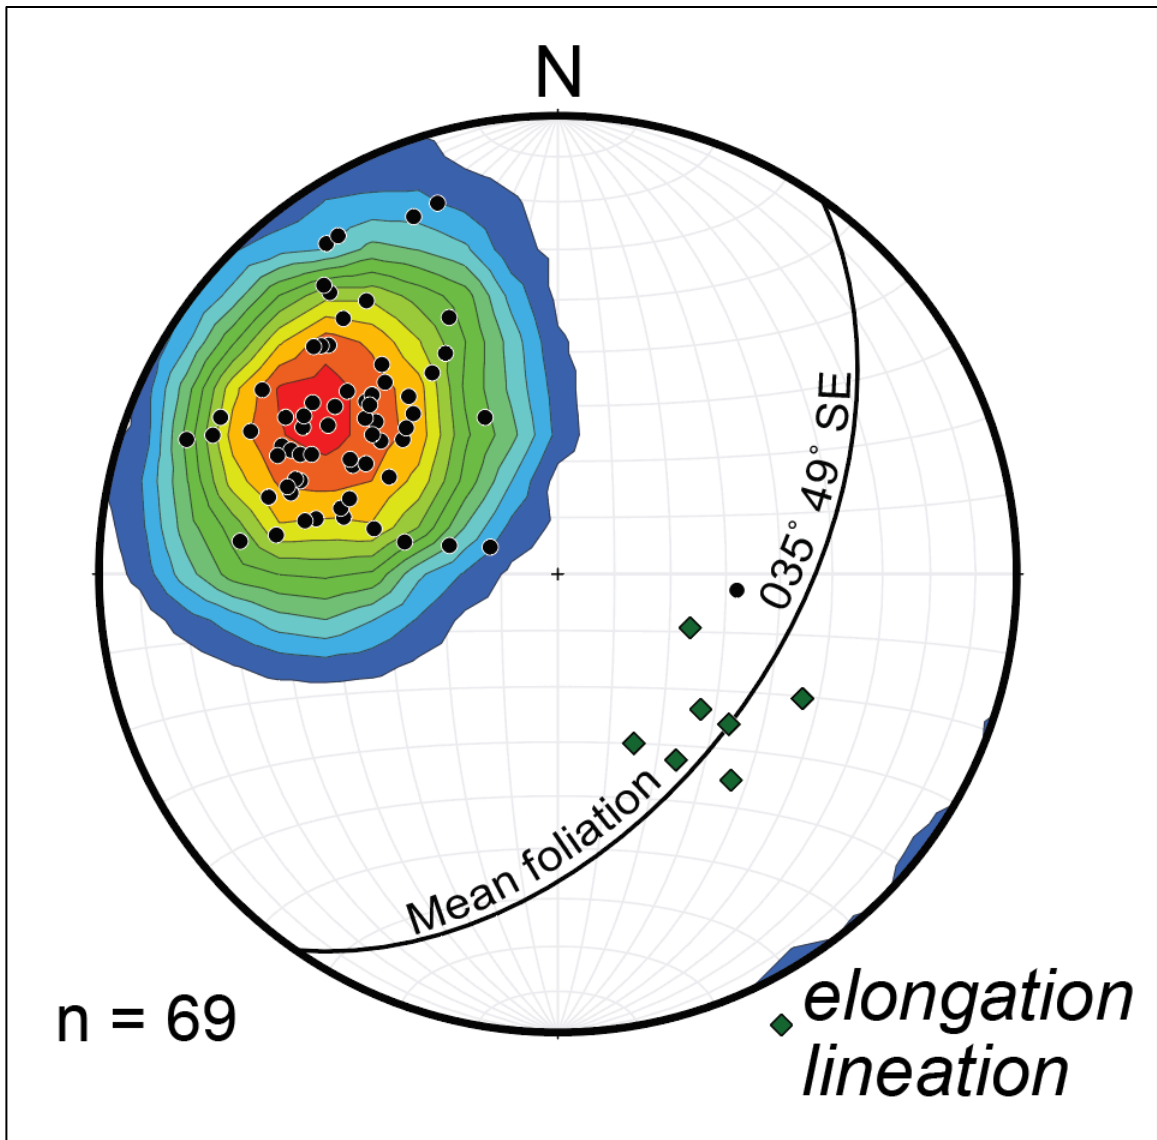 N
035° 49° SE
Mean foliation
n = 69
elongation
lineation